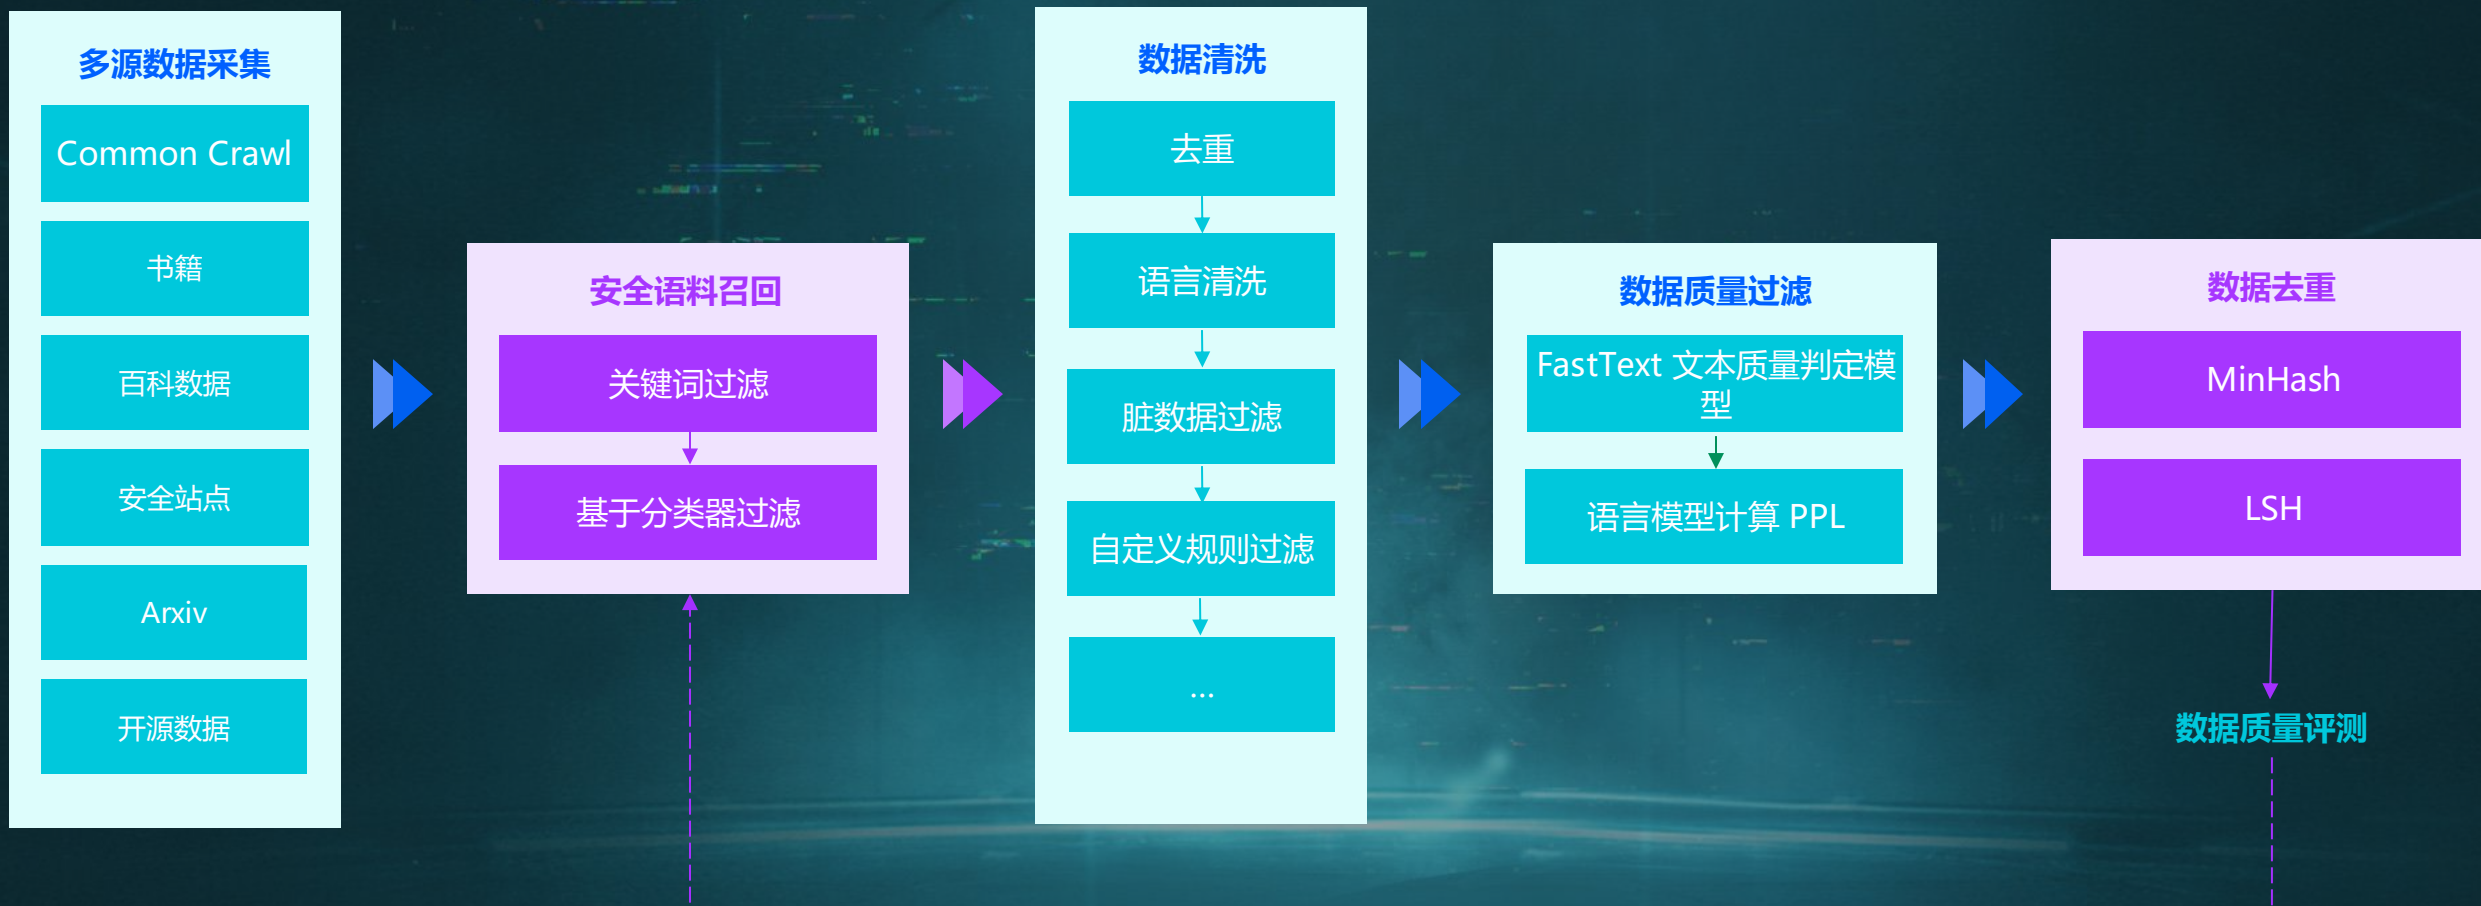 多源数据采集
Common Crawl
书籍
百科数据
安全站点
Arxiv
开源数据
安全语料召回
关键词过滤
基于分类器过滤
数据清洗
去重
语言清洗
脏数据过滤
自定义规则过滤
...
数据质量过滤
FastText 文本质量判定模
型
语言模型计算 PPL
数据去重
MinHash
LSH
数据质量评测